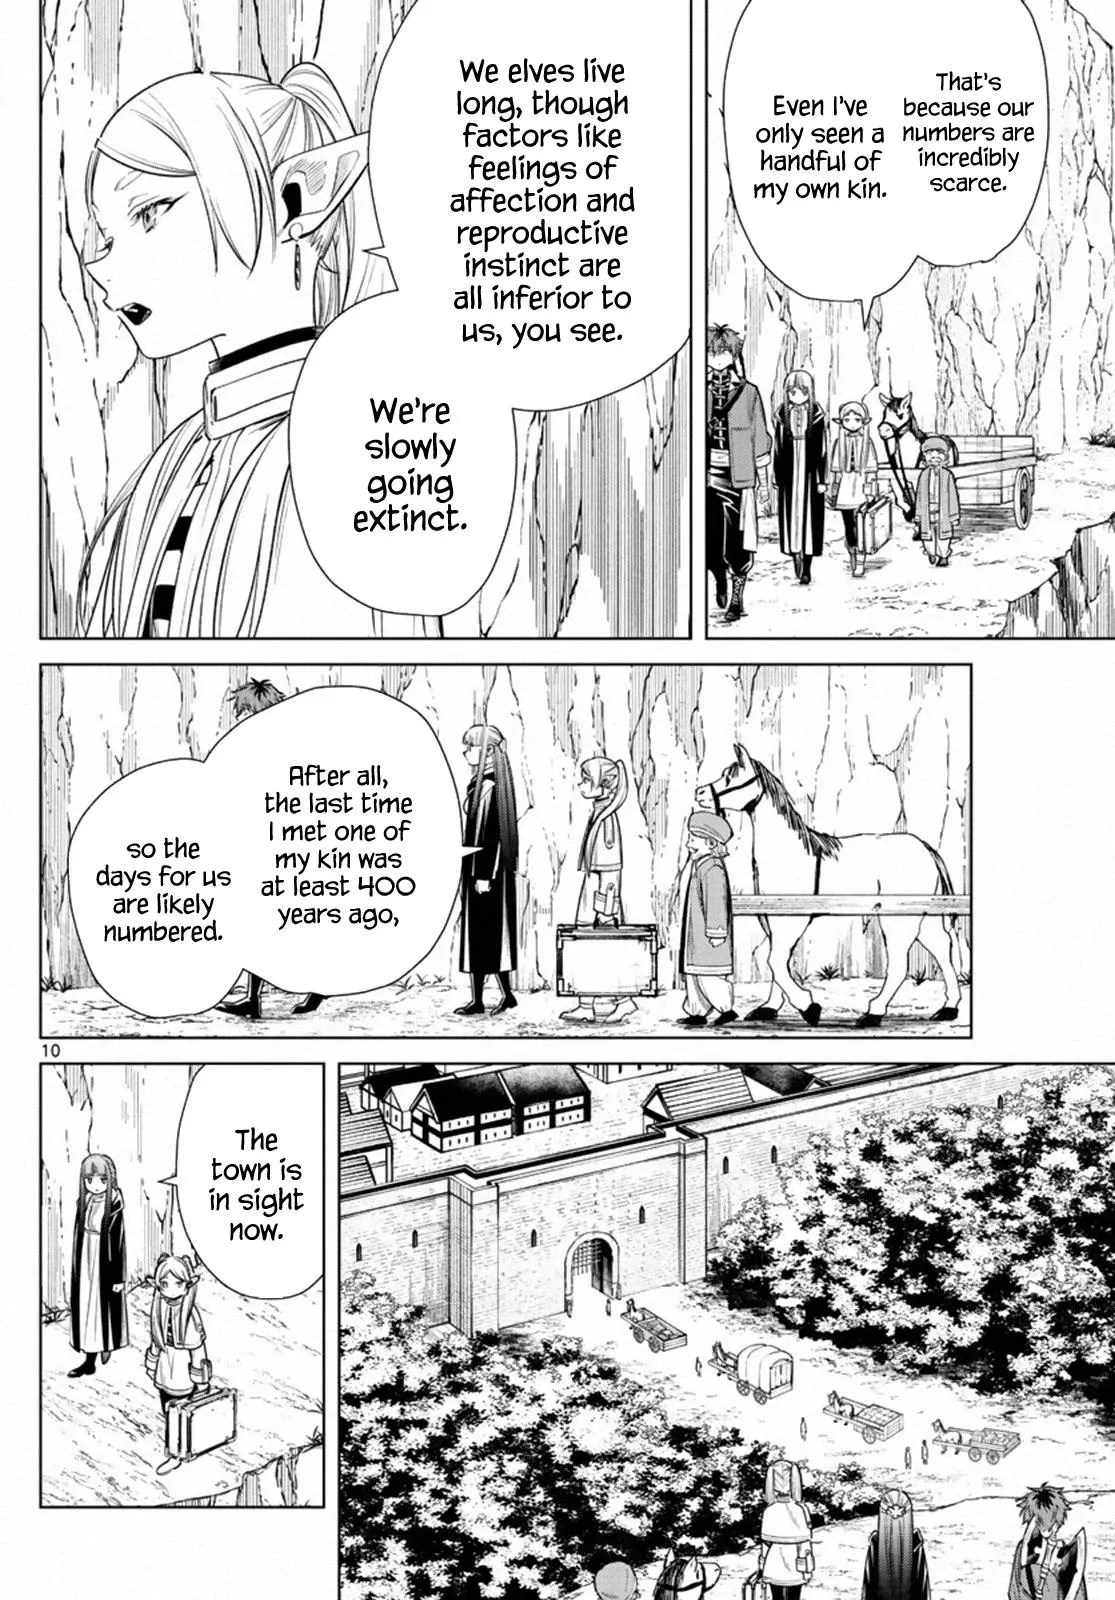 That's
because our
numbers are
incredibly
scarce.
Even I've
only seen a
handful of
my own kin.
We elves live
long, though
factors like
feelings of
affection and
reproductive
instinct are
all inferior to
us, you see.
We're
slowly
going
extinct.
After all,
the last time
I met one of
my kin was
at least 400
years ago,
so the
days for us
are likely
numbered.
10
The
town is
in sight
now.